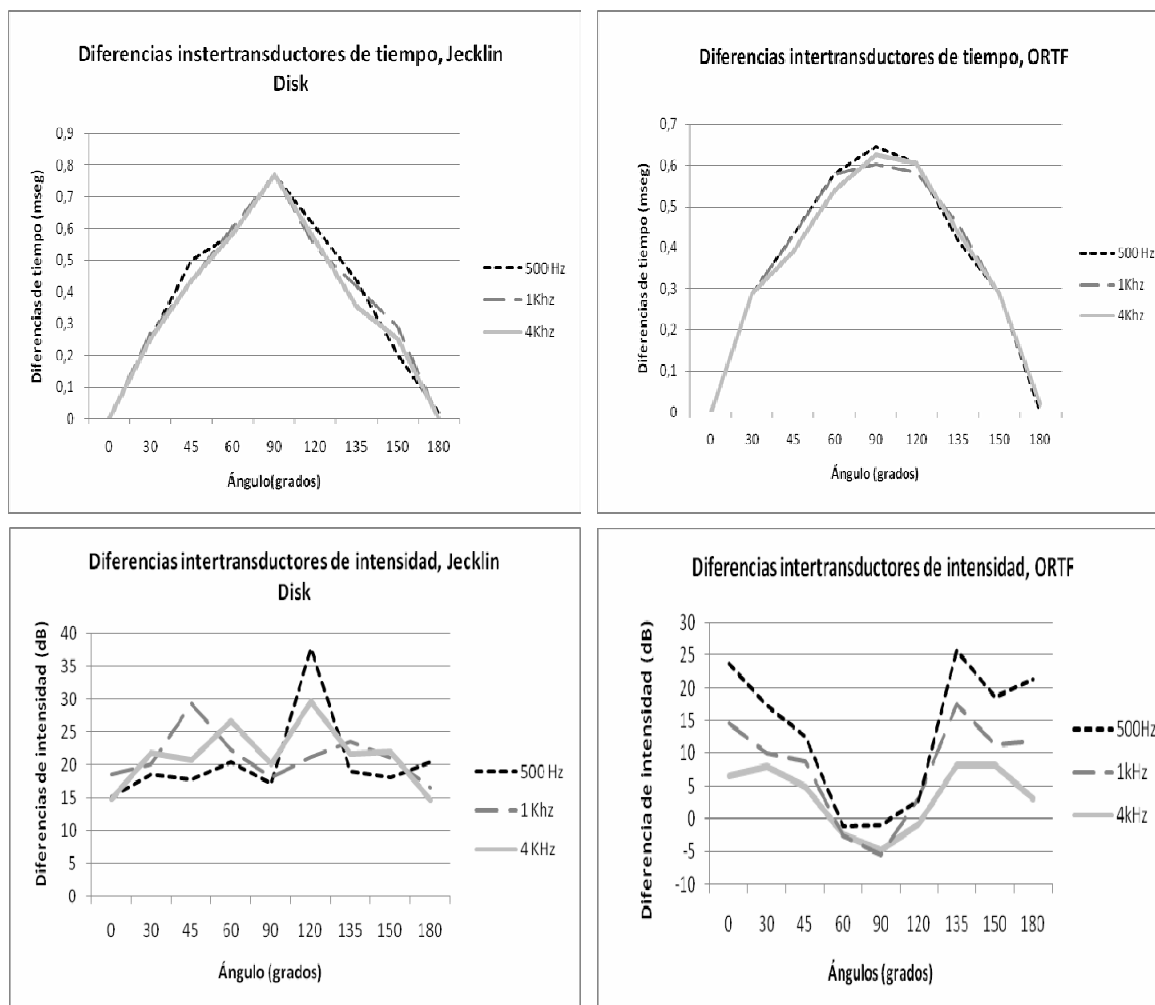 Diferencias instertransductores de tiempo, Jecklin
Disk
Diferencias de tiempo (mseg)
0,9
0,8
0,7
0,6
0,5
0,4
0,3
0,2
0,1
0
0 30 45 60 90 120 135 150 180
Ángulo(grados)
500 Hz
1Khz
4Khz
Diferencias intertransductores de tiempo, ORTF
Diferencias de tiempo (mseg)
0,7
0,6
0,5
0,4
0,3
0,2
0,1
0
0 30 45 60 90 120 135 150 180
Ángulo (grados)
500 Hz
1Khz
4Khz
Diferencias intertransductores de intensidad, Jecklin
Disk
Diferencias de intensidad (dB)
40
35
30
25
20
15
10
5
0
0 30 45 60 90 120 135 150 180
Ángulo (grados)
500 Hz
1 Khz
4 KHz
Diferencias intertransductores de intensidad, ORTF
Diferencia de intensidad (dB)
30
25
20
15
10
5
0
-5
-10
0 30 45 60 90 120 135 150 180
Ángulos (grados)
500Hz
1kHz
4kHz